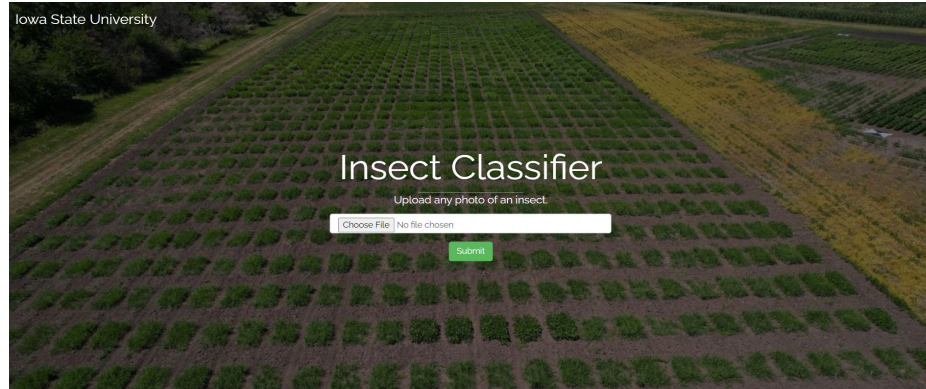 Iowa State University
Insect Classifier
Upload any photo of an insect.
Choose File No file chosen
Submit